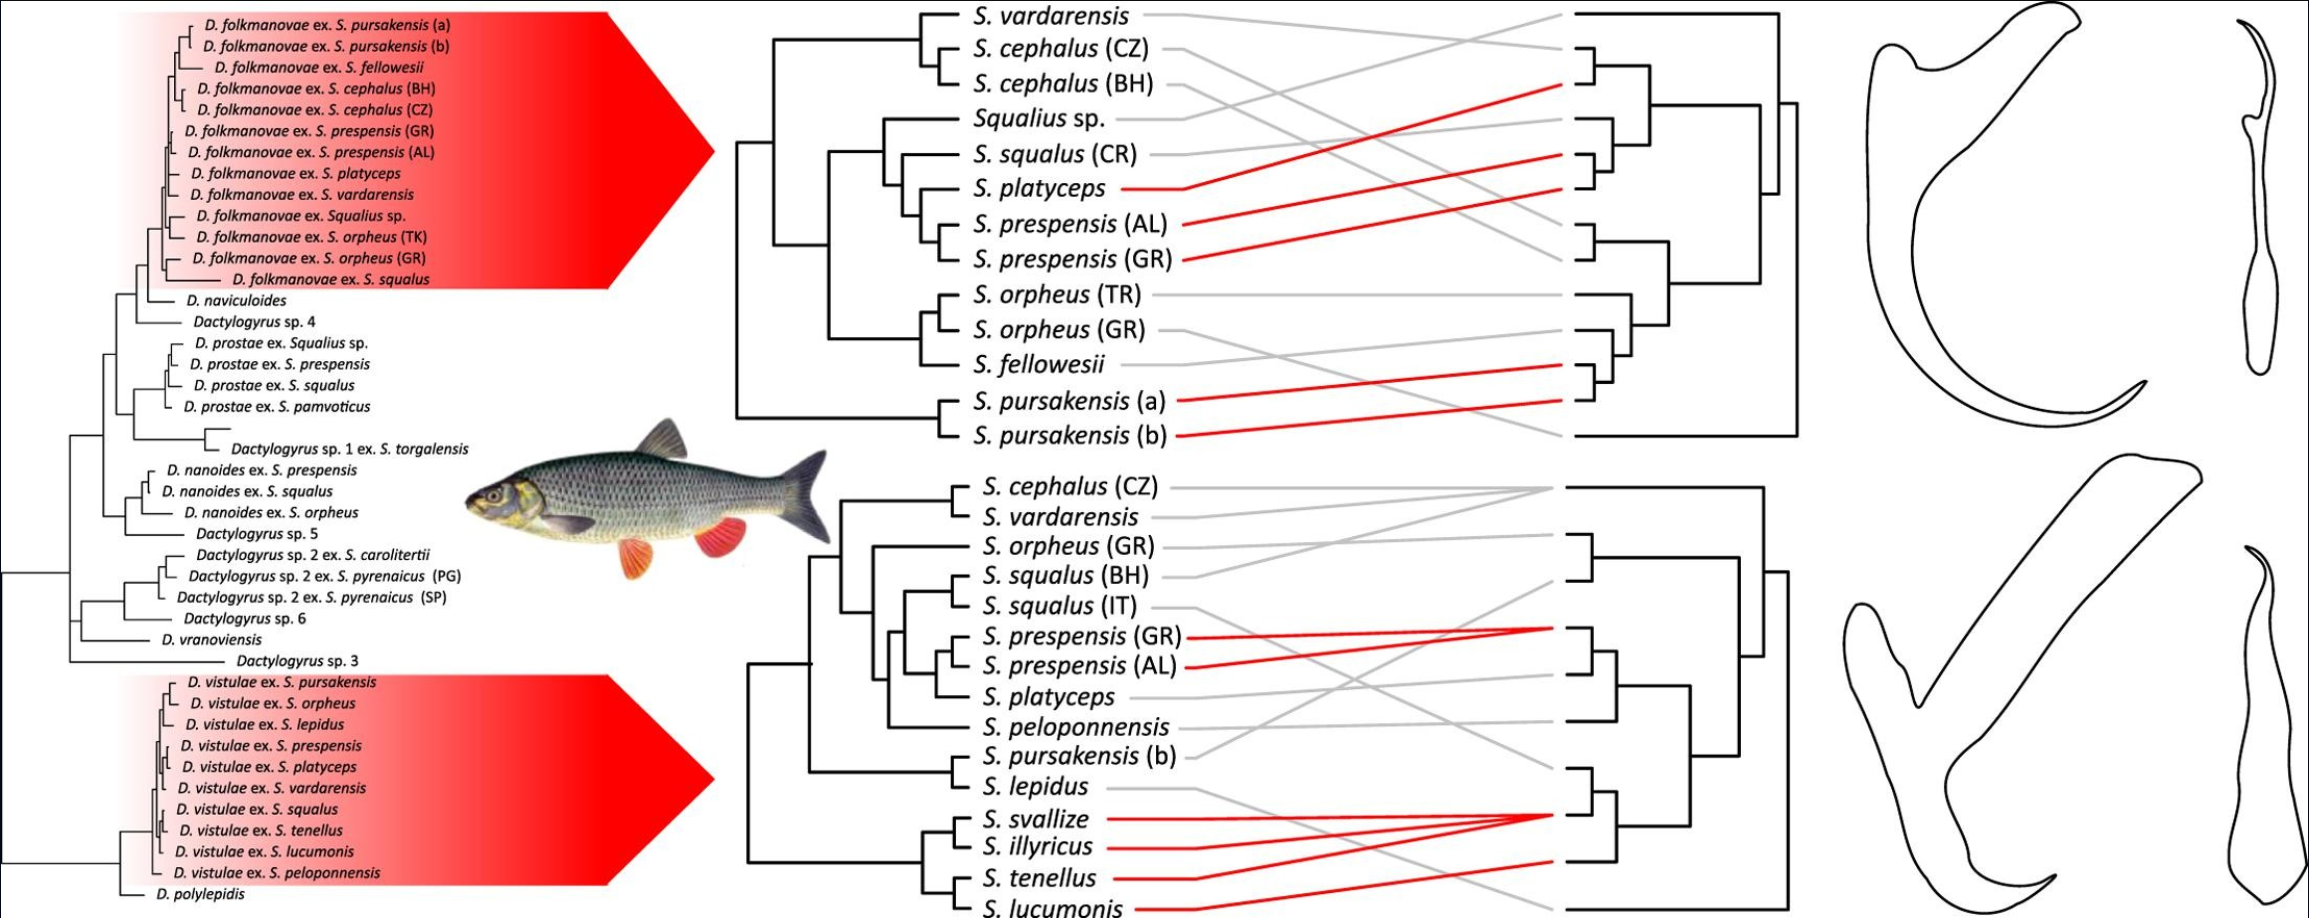 D. folkmanovae ex. S. pursakensis (a)
D. folkmanovae ex. S. pursakensis (b)
D. folkmanovae ex. S. fellowesii
D. folkmanovae ex. S. cephalus (BH)
D. folkmanovae ex. S. cephalus (CZ)
D. folkmanovae ex. S. prespensis (GR)
D. folkmanovae ex. S. prespensis (AL)
D. folkmanovae ex. S. platyceps
D. folkmanovae ex. S. vardarensis
D. folkmanovae ex. Squalius sp.
D. folkmanovae ex. S. orpheus (TK)
D. folkmanovae ex. S. orpheus (GR)
D. folkmanovae ex. S. squalus
D. naviculoides
Dactylogyrus sp. 4
D. prostae ex. Squalius sp.
D. prostae ex. S. prespensis
D. prostae ex. S. squalus
D. prostae ex. S. pamvoticus
Dactylogyrus sp. 1 ex. S. torgalensis
D. nanoides ex. S. prespensis
D. nanoides ex. S. squalus
D. nanoides ex. S. orpheus
Dactylogyrus sp. 5
Dactylogyrus sp. 2 ex. S. carolitertii
Dactylogyrus sp. 2 ex. S. pyrenaicus (PG)
Dactylogyrus sp. 2 ex. S. pyrenaicus (SP)
Dactylogyrus sp. 6
D. vranoviensis
Dactylogyrus sp. 3
D. vistulae ex. S. pursakensis
D. vistulae ex. S. orpheus
D. vistulae ex. S. lepidus
D. vistulae ex. S. prespensis
D. vistulae ex. S. platyceps
D. vistulae ex. S. vardarensis
D. vistulae ex. S. squalus
D. vistulae ex. S. tenellus
D. vistulae ex. S. lucumonis
D. vistulae ex. S. peloponnensis
D. polylepidis
S. vardarensis
S. cephalus (CZ)
S. cephalus (BH)
Squalius sp.
S. squalus (CR)
S. platyceps
S. prespensis (AL)
S. prespensis (GR)
S. orpheus (TR)
S. orpheus (GR)
S. fellowesii
S. pursakensis (a)
S. pursakensis (b)
S. cephalus (CZ)
S. vardarensis
S. orpheus (GR)
S. squalus (BH)
S. squalus (IT)
S. prespensis (GR)
S. prespensis (AL)
S. platyceps
S. peloponnensis
S. pursakensis (b)
S. lepidus
S. svallize
S. illyricus
S. tenellus
S. lucumonis